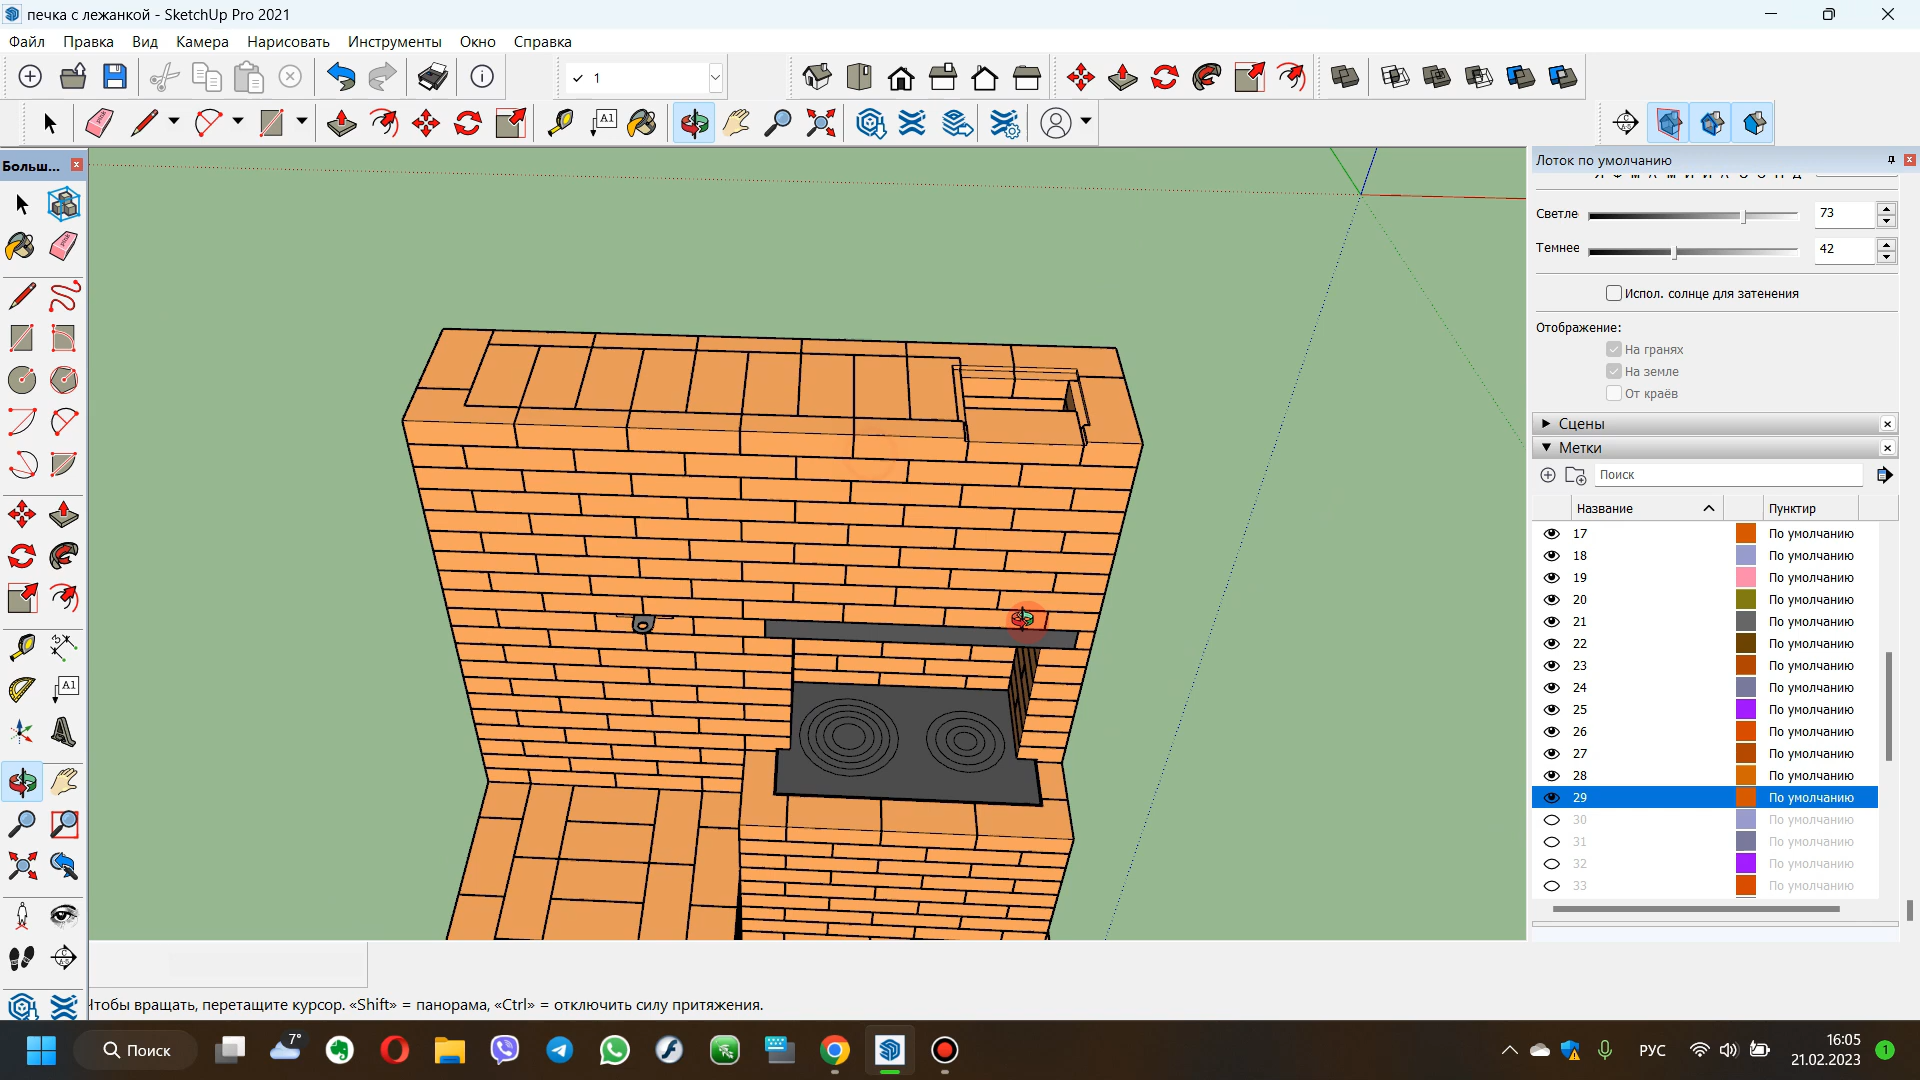 печка с лежанкой - SketchUp Pro 2021
Файл Правка Вид Камера Нарисовать Инструменты Окно Справка
✓ 1
A1
Больш...
A1
Лоток по умолчанию
Светле 73
Темнее 42
Испол. солнце для затенения
Отображение:
На гранях
На земле
От краёв
Сцены
Метки
Поиск
Название Пунктир
17 По умолчанию
18 По умолчанию
19 По умолчанию
20 По умолчанию
21 По умолчанию
22 По умолчанию
23 По умолчанию
24 По умолчанию
25 По умолчанию
26 По умолчанию
27 По умолчанию
28 По умолчанию
29 По умолчанию
30 По умолчанию
31 По умолчанию
32 По умолчанию
33 По умолчанию
Чтобы вращать, перетащите курсор. «Shift» = панорама, «Ctrl» = отключить силу притяжения.
Поиск
7°
РУС
16:05
21.02.2023
1